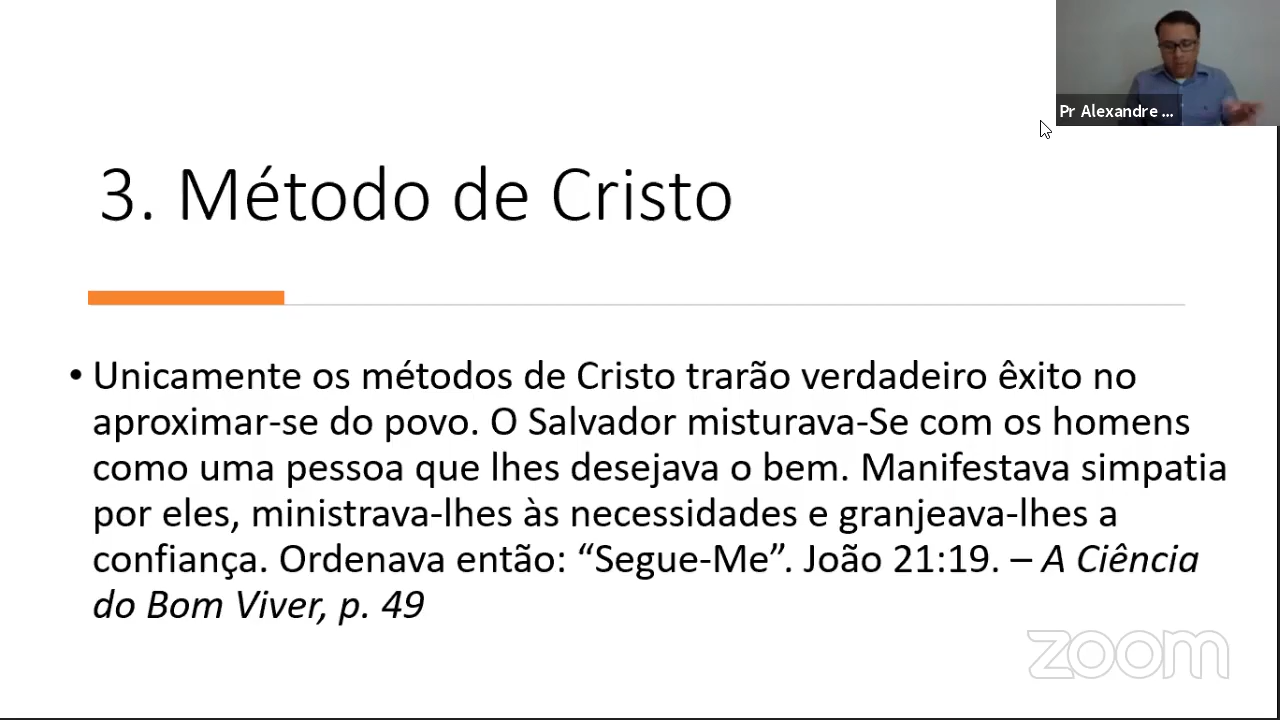 Pr Alexandre ...
3. Método de Cristo
• Unicamente os métodos de Cristo trarão verdadeiro êxito no
aproximar-se do povo. O Salvador misturava-Se com os homens
como uma pessoa que lhes desejava o bem. Manifestava simpatia
por eles, ministrava-lhes às necessidades e granjeava-lhes a
confiança. Ordenava então: “Segue-Me”. João 21:19. – A Ciência
do Bom Viver, p. 49
zoom